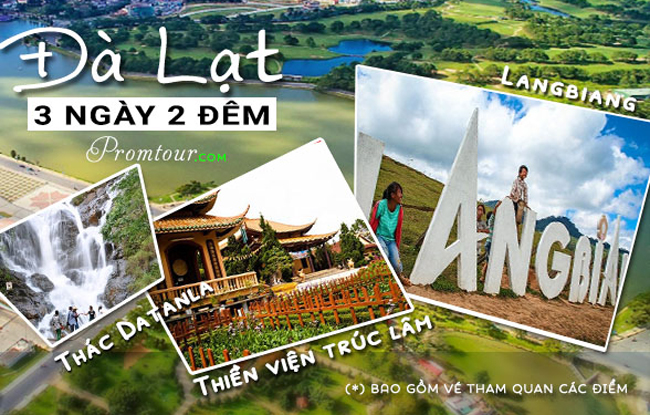 Đà Lạt
3 NGÀY 2 ĐÊM
Promtour.com
LANGBIANG
LANGBIAN
THÁC DATANLA
THIỀN VIỆN TRÚC LÂM
(*) BAO GỒM VÉ THAM QUAN CÁC ĐIỂM